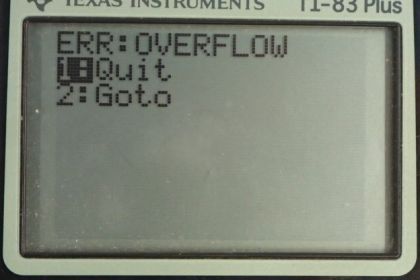 TEXAS INSTRUMENTS TI-83 Plus
ERR:OVERFLOW
1:Quit
2:Goto